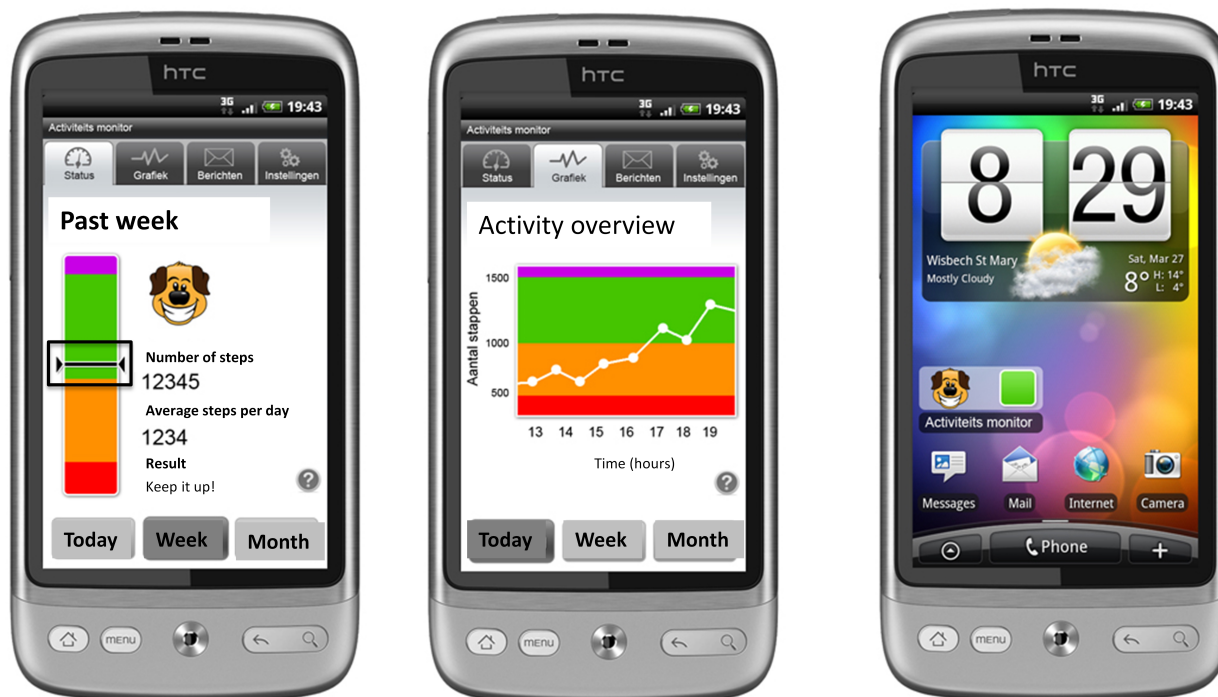 hTC
3G 19:43
Activiteits monitor
Status Grafiek Berichten Instellingen
Past week
Number of steps
12345
Average steps per day
1234
Result
Keep it up!
?
Today Week Month
MENU
hTC
3G 19:43
Activiteits monitor
Status Grafiek Berichten Instellingen
Activity overview
Aantal stappen
1500
1000
500
13 14 15 16 17 18 19
Time (hours)
?
Today Week Month
MENU
hTC
3G 19:43
8 29
Wisbech St Mary
Mostly Cloudy
Sat, Mar 27
8° H: 14°
L: 4°
Activiteits monitor
Messages Mail Internet Camera
Phone +
MENU